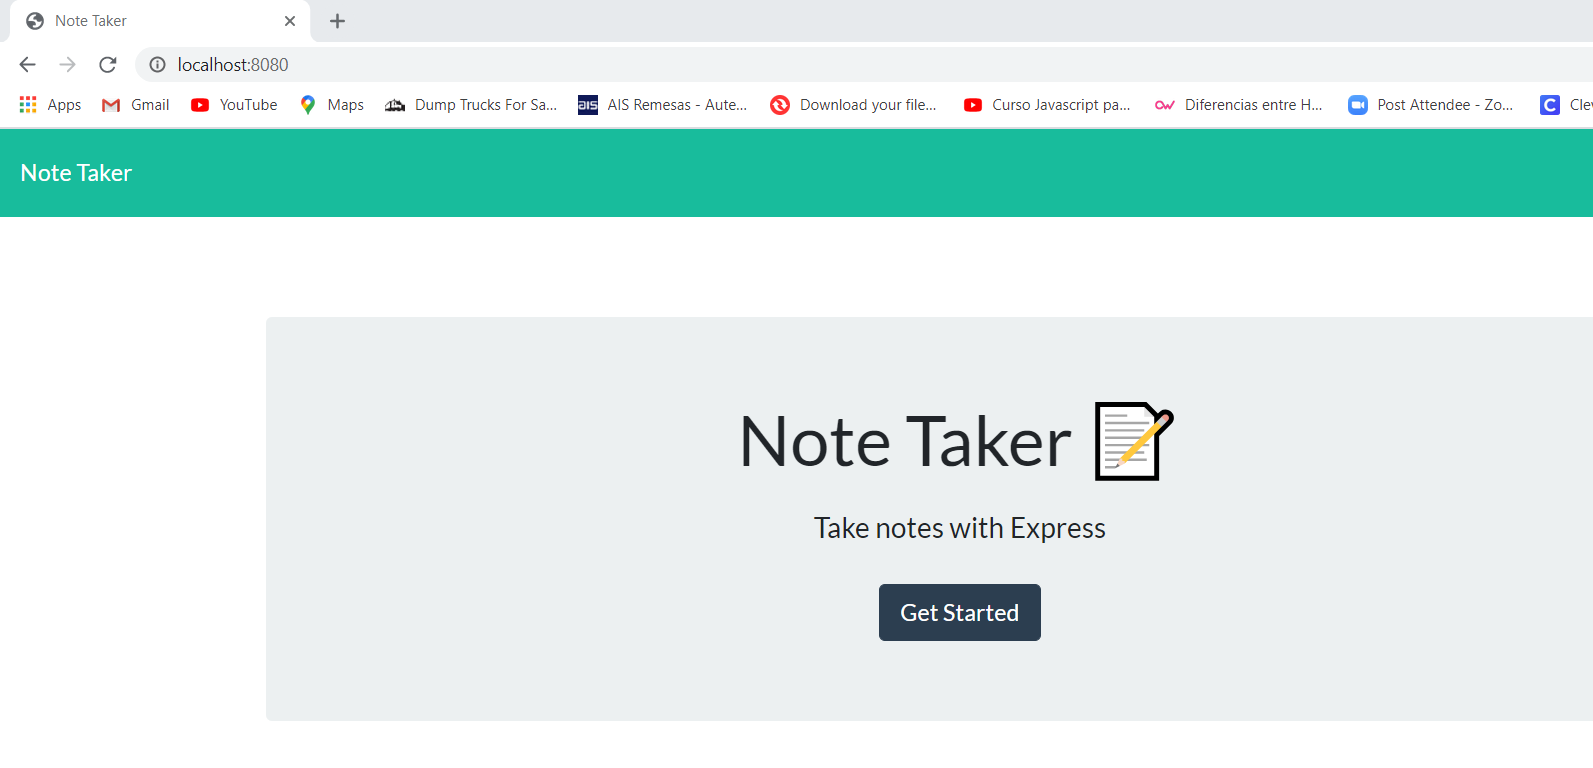 Note Taker
localhost:8080
Apps Gmail YouTube Maps Dump Trucks For Sa... AIS Remesas - Aute... Download your file... Curso Javascript pa... Diferencias entre H... Post Attendee - Zo... Cle
Note Taker
Note Taker
Take notes with Express
Get Started